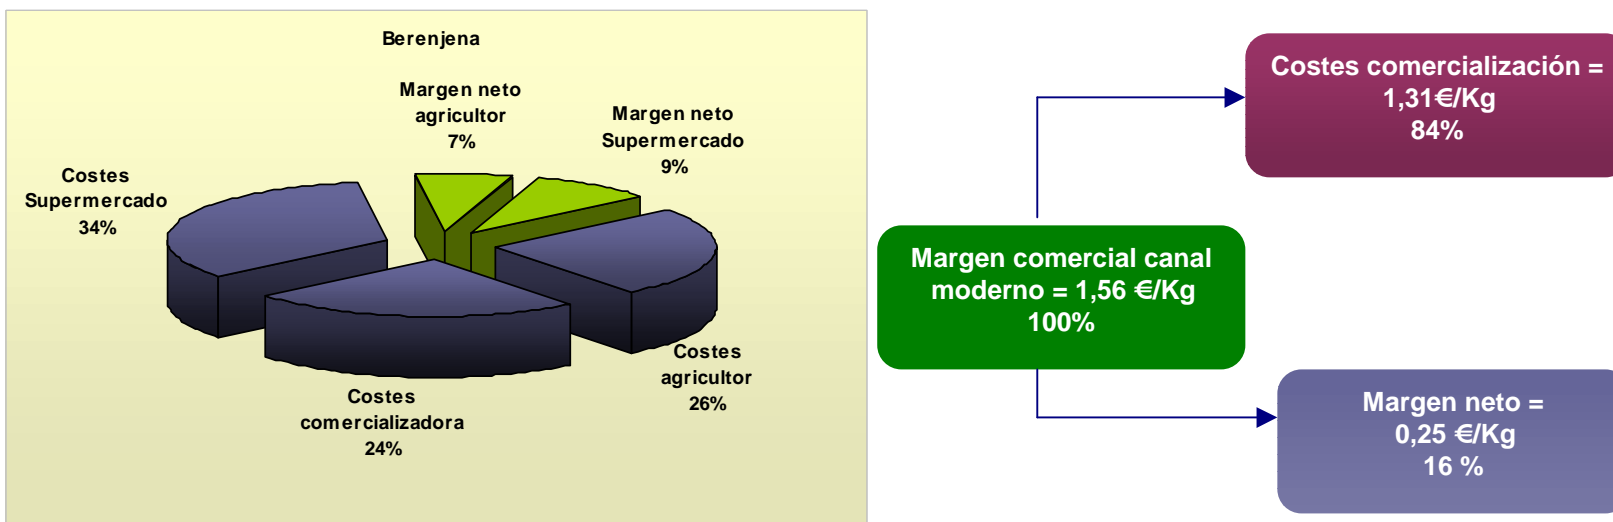 Berenjena
Margen neto
agricultor
7%
Margen neto
Supermercado
9%
Costes
Supermercado
34%
Costes
agricultor
26%
Costes
comercializadora
24%
Costes comercialización =
1,31€/Kg
84%
Margen comercial canal
moderno = 1,56 €/Kg
100%
Margen neto =
0,25 €/Kg
16 %